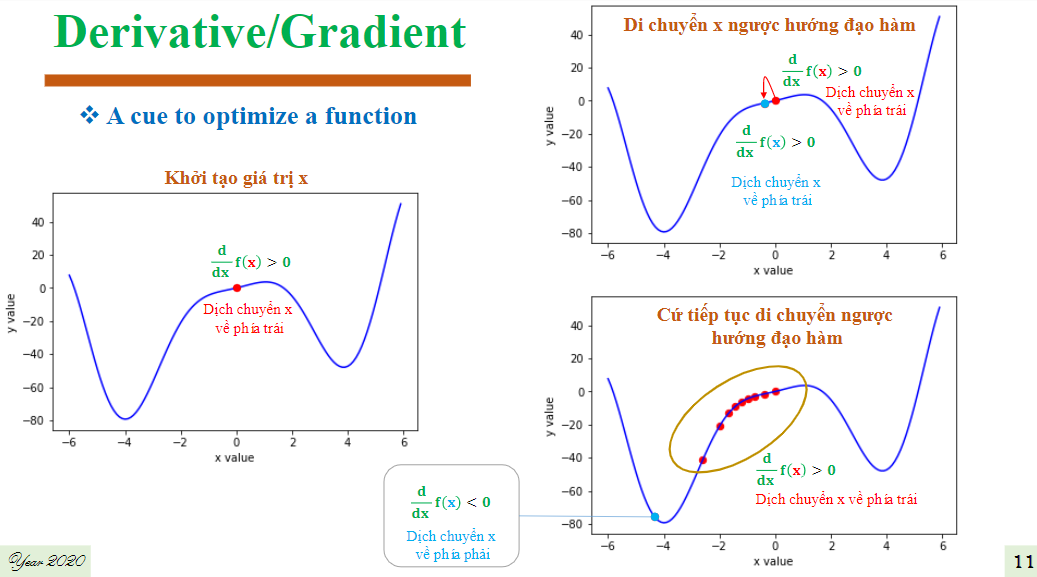 Derivative/Gradient
❖ A cue to optimize a function
Khởi tạo giá trị x
d
dx f(x) > 0
Dịch chuyển x
về phía trái
40
20
0
−20
−40
−60
−80
y value
−6 −4 −2 0 2 4 6
x value
Di chuyển x ngược hướng đạo hàm
d
dx f(x) > 0
Dịch chuyển x
về phía trái
d
dx f(x) > 0
Dịch chuyển x
về phía trái
40
20
0
−20
−40
−60
−80
y value
−6 −4 −2 0 2 4 6
x value
Cứ tiếp tục di chuyển ngược
hướng đạo hàm
d
dx f(x) > 0
Dịch chuyển x về phía trái
40
20
0
−20
−40
−60
−80
y value
−6 −4 −2 0 2 4 6
x value
d
dx f(x) < 0
Dịch chuyển x
về phía phải
Year 2020
11